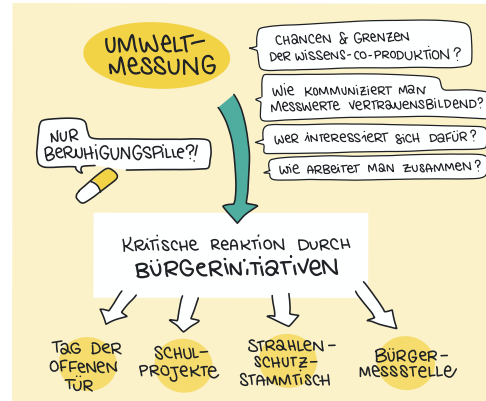 UMWELT-
MESSUNG
CHANCEN & GRENZEN
DER WISSENS-CO-PRODUKTION?
WIE KOMMUNIZIERT MAN
MESSWERTE VERTRAUENSBILDEND?
WER INTERESSIERT SICH DAFÜR?
WIE ARBEITET MAN ZUSAMMEN?
NUR
BERUHIGUNGSPILLE?!
KRITISCHE REAKTION DURCH
BÜRGERINITIATIVEN
TAG DER
OFFENEN
TÜR
SCHUL-
PROJEKTE
STRAHLEN-
SCHUTZ-
STAMMTISCH
BÜRGER-
MESSSTELLE